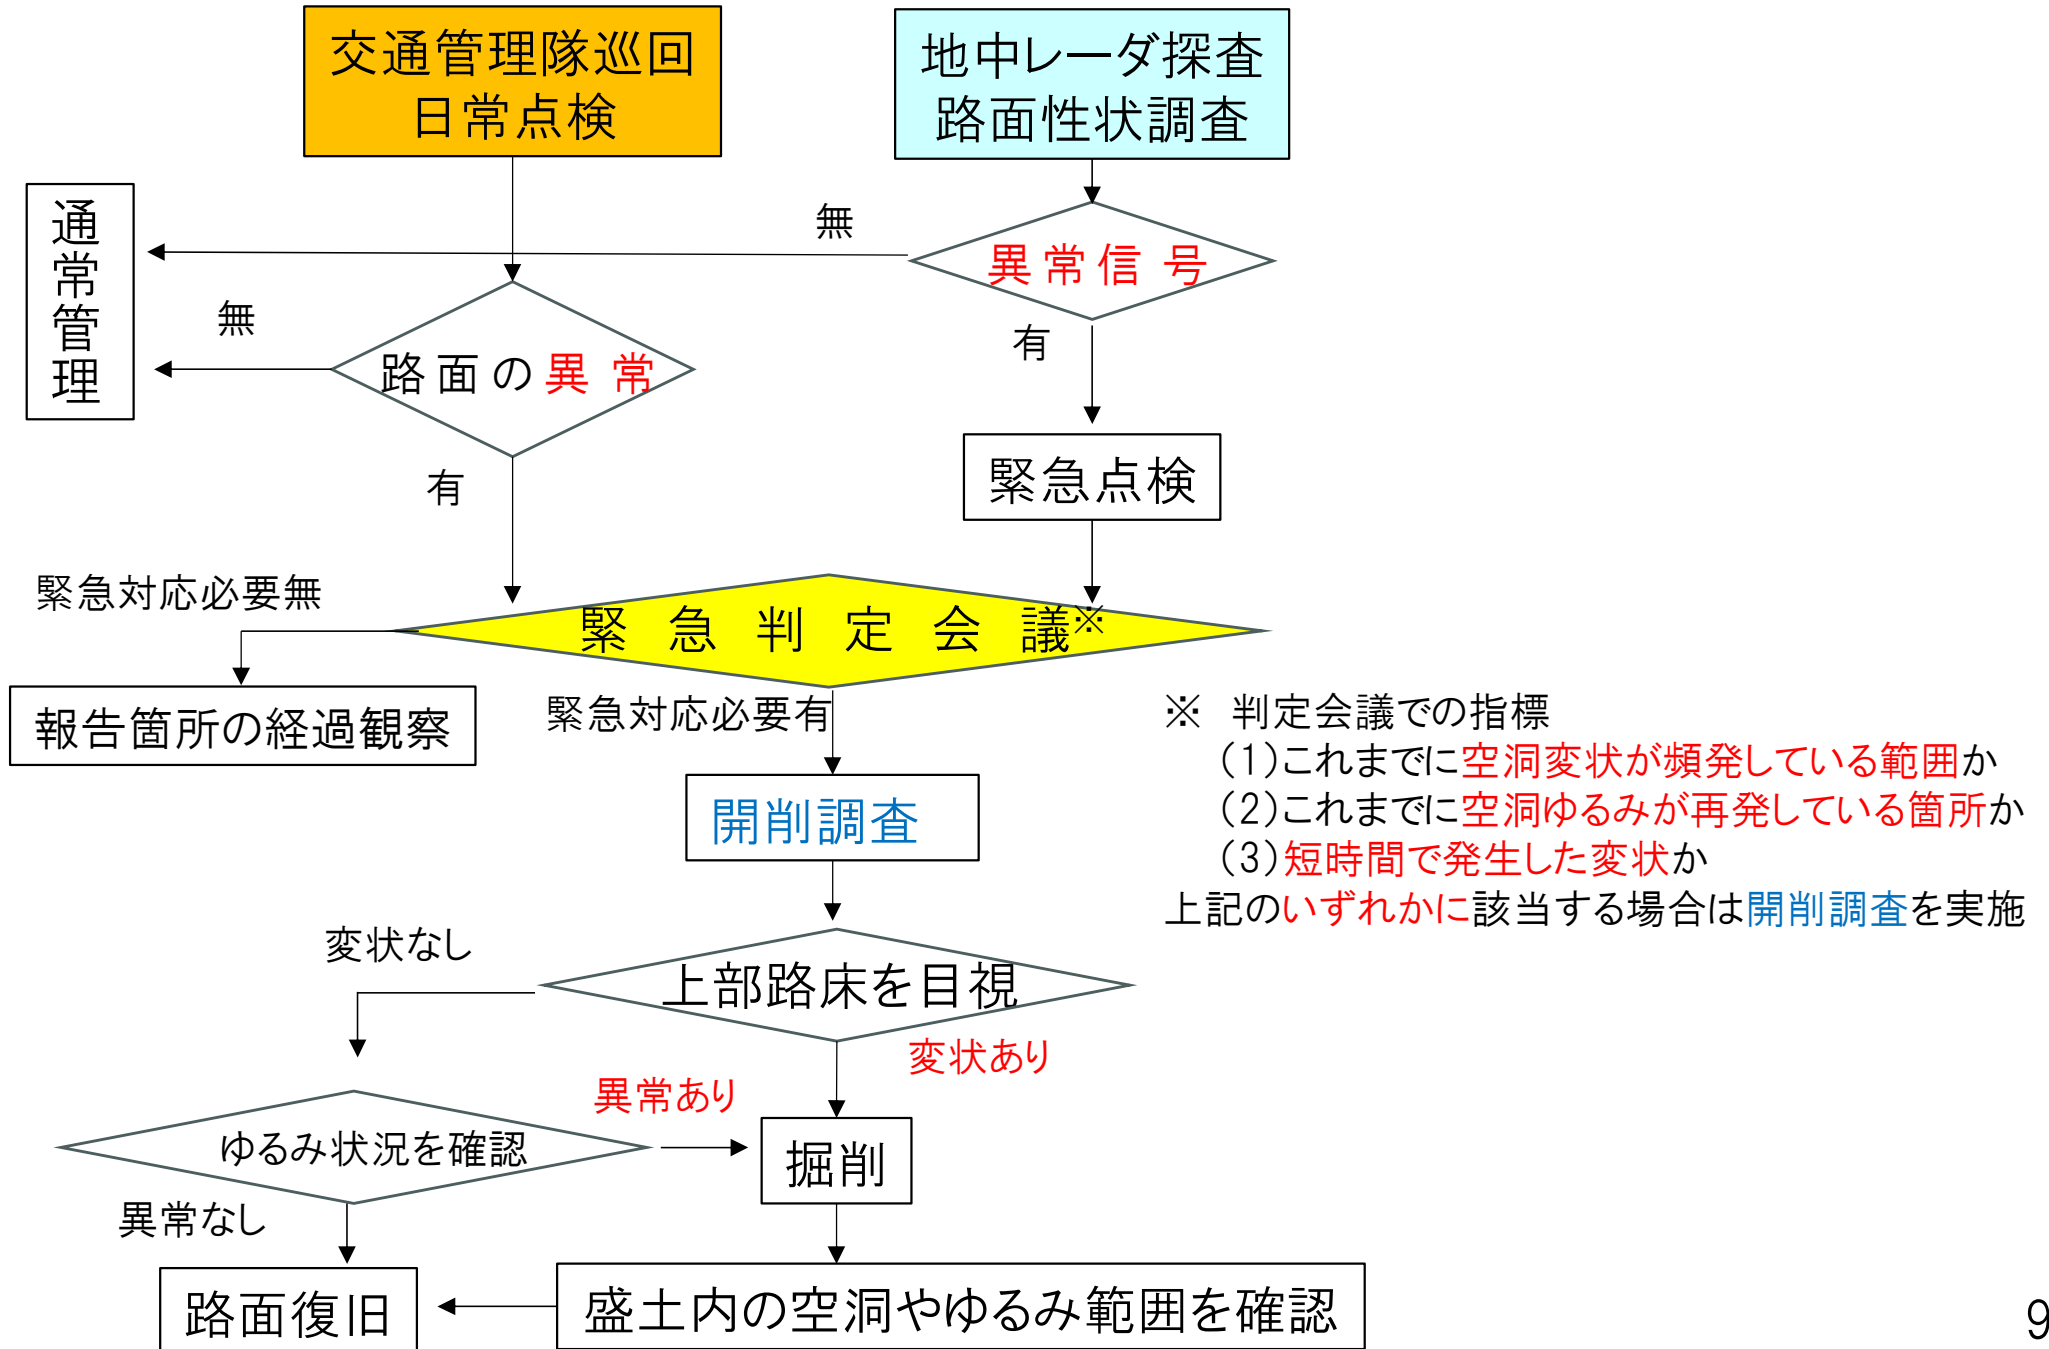 交通管理隊巡回
日常点検
地中レーダ探査
路面性状調査
通常管理
無
異常信号
無
路面の異常
有
有
緊急点検
緊急対応必要無
緊急判定会議※
報告箇所の経過観察
緊急対応必要有
※ 判定会議での指標
(1)これまでに空洞変状が頻発している範囲か
(2)これまでに空洞ゆるみが再発している箇所か
(3)短時間で発生した変状か
上記のいずれかに該当する場合は開削調査を実施
開削調査
変状なし
上部路床を目視
変状あり
異常あり
ゆるみ状況を確認
掘削
異常なし
路面復旧
盛土内の空洞やゆるみ範囲を確認
9